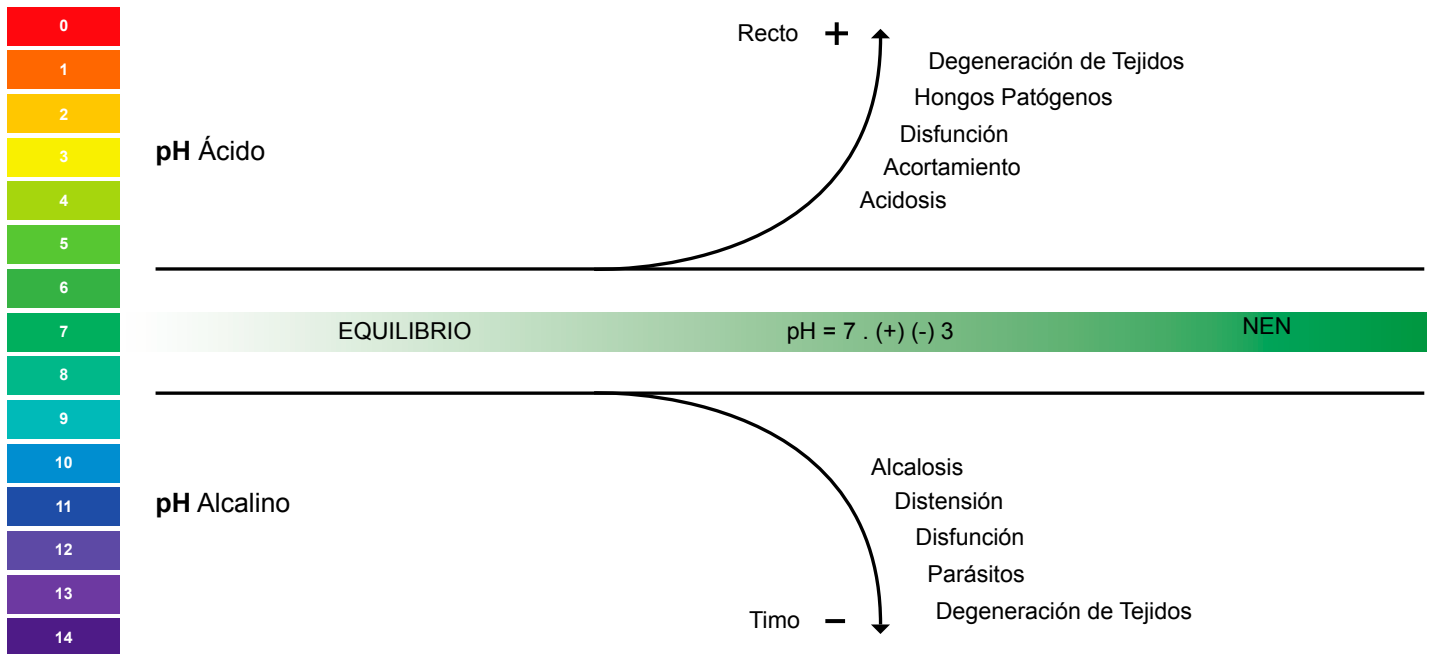 0
1
2
3
4
5
6
7
8
9
10
11
12
13
14
pH Ácido
Recto +
Degeneración de Tejidos
Hongos Patógenos
Disfunción
Acortamiento
Acidosis
EQUILIBRIO pH = 7 . (+) (-) 3 NEN
pH Alcalino
Alcalosis
Distensión
Disfunción
Parásitos
Degeneración de Tejidos
Timo −